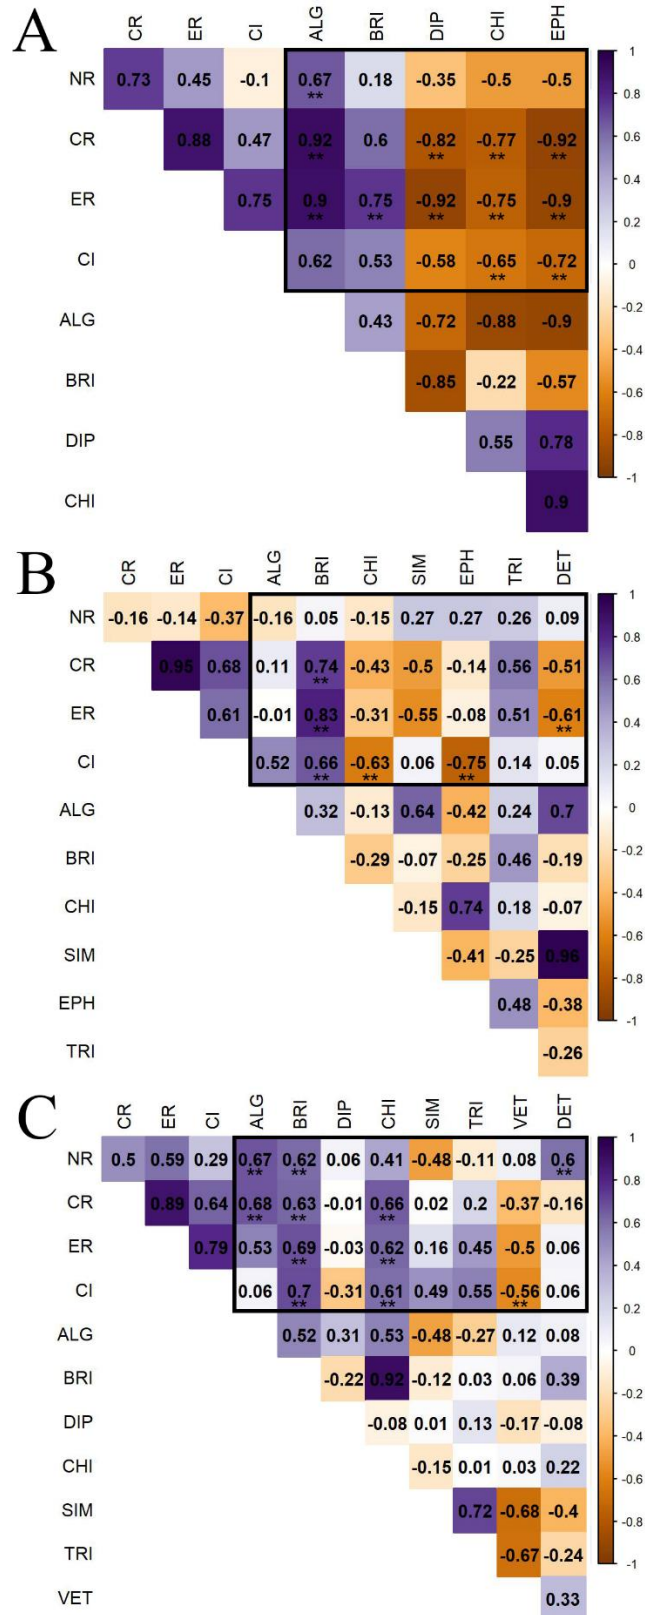 A
CR ER CI ALG BRI DIP CHI EPH
NR 0.73 0.45 -0.1 0.67 0.18 -0.35 -0.5 -0.5 1
** 0.8
CR 0.88 0.47 0.92 0.6 -0.82 -0.77 -0.92 0.6
** ** ** **
ER 0.75 0.9 0.75 -0.92 -0.75 -0.9 0.4
** ** ** ** ** 0.2
CI 0.62 0.53 -0.58 -0.65 -0.72 0
** **
ALG 0.43 -0.72 -0.88 -0.9 -0.2
-0.4
BRI -0.85 -0.22 -0.57 -0.6
DIP 0.55 0.78 -0.8
-1
CHI 0.9
B
CR ER CI ALG BRI CHI SIM EPH TRI DET
NR -0.16 -0.14 -0.37 -0.16 0.05 -0.15 0.27 0.27 0.26 0.09 1
0.8
CR 0.95 0.68 0.11 0.74 -0.43 -0.5 -0.14 0.56 -0.51
** 0.6
ER 0.61 -0.01 0.83 -0.31 -0.55 -0.08 0.51 -0.61 0.4
** **
CI 0.52 0.66 -0.63 0.06 -0.75 0.14 0.05 0.2
** ** **
ALG 0.32 -0.13 0.64 -0.42 0.24 0.7 0
BRI -0.29 -0.07 -0.25 0.46 -0.19 -0.2
CHI -0.15 0.74 0.18 -0.07 -0.4
SIM -0.41 -0.25 0.96 -0.6
-0.8
EPH 0.48 -0.38 -1
TRI -0.26
C
CR ER CI ALG BRI DIP CHI SIM TRI VET DET
NR 0.5 0.59 0.29 0.67 0.62 0.06 0.41 -0.48 -0.11 0.08 0.6 1
** ** **
CR 0.89 0.64 0.68 0.63 -0.01 0.66 0.02 0.2 -0.37 -0.16 0.8
** ** ** 0.6
ER 0.79 0.53 0.69 -0.03 0.62 0.16 0.45 -0.5 0.06
** ** 0.4
CI 0.06 0.7 -0.31 0.61 0.49 0.55 -0.56 0.06
** ** ** 0.2
ALG 0.52 0.31 0.53 -0.48 -0.27 0.12 0.08
0
BRI -0.22 0.92 -0.12 0.03 0.06 0.39
-0.2
DIP -0.08 0.01 0.13 -0.17 -0.08
-0.4
CHI -0.15 0.01 0.03 0.22
-0.6
SIM 0.72 -0.68 -0.4
-0.8
TRI -0.67 -0.24 -1
VET 0.33